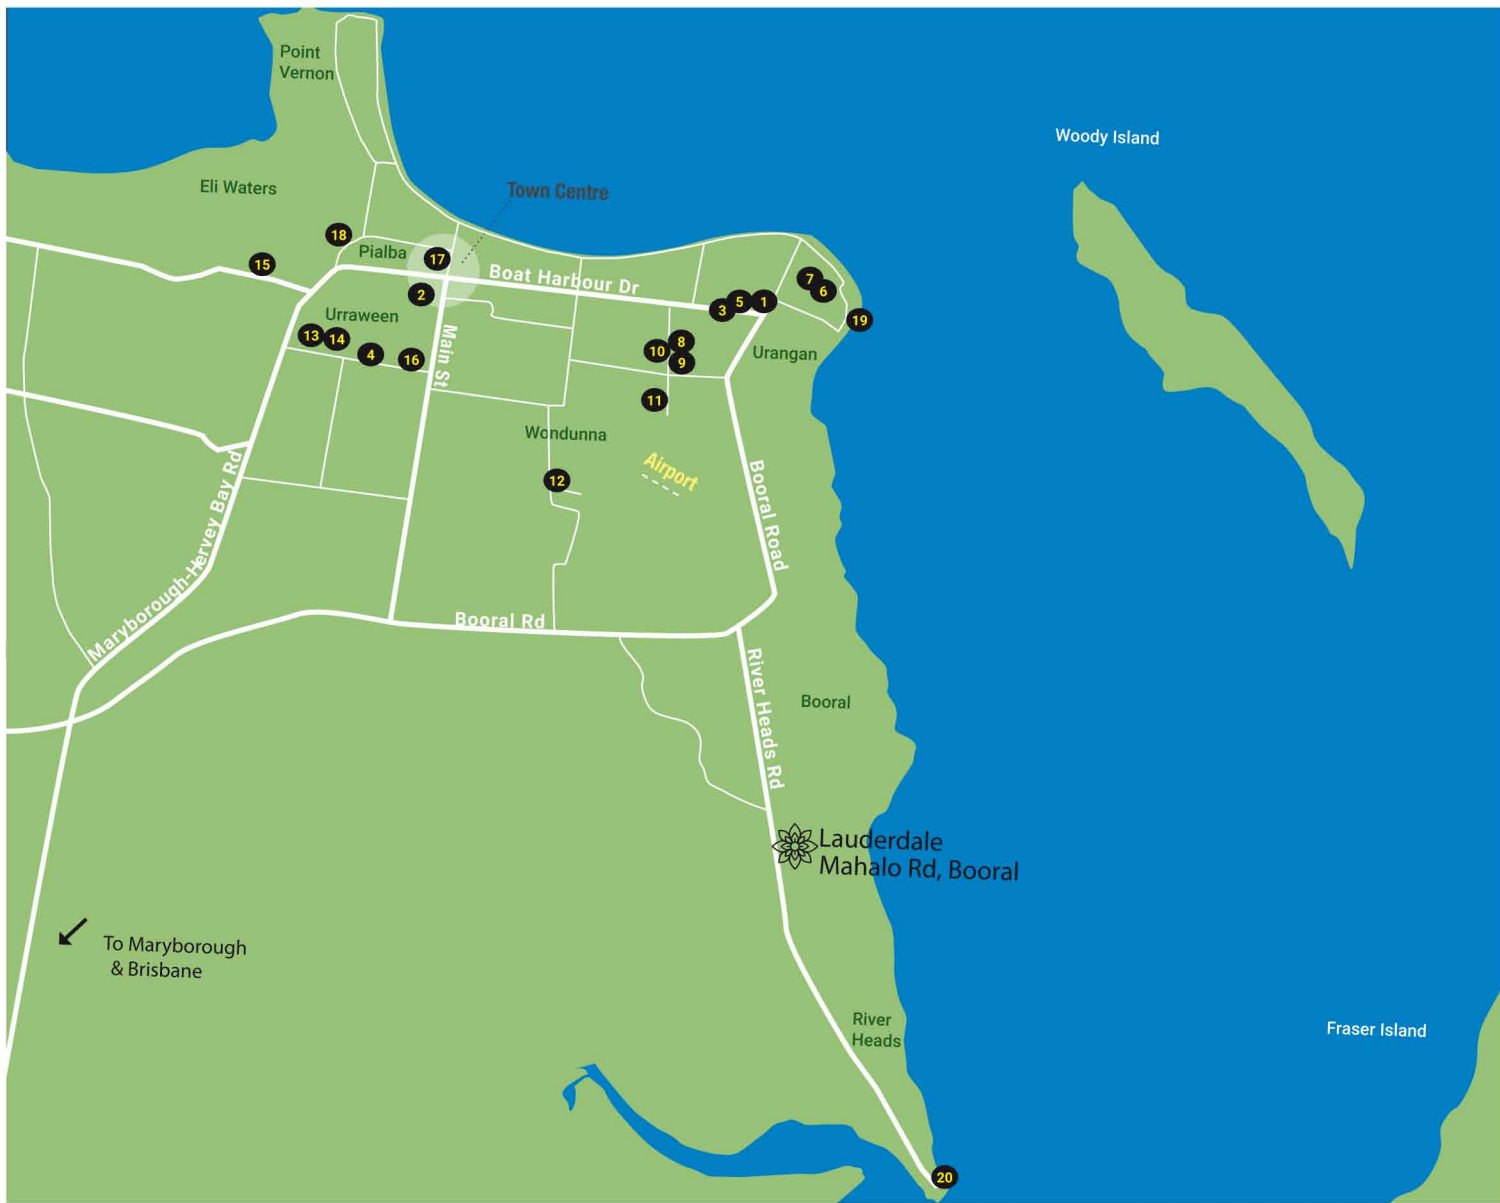 Point
Vernon
Woody Island
Eli Waters
Town Centre
18
Pialba
17
15
Boat Harbour Dr
7
6
2
3
5
1
19
Urraween
13
14
4
16
Main St
8
10
9
Urangan
11
Wondunna
Airport
12
Booral Road
Maryborough-Hervey Bay Rd
Booral Rd
River Heads Rd
Booral
Lauderdale
Mahalo Rd, Booral
To Maryborough
& Brisbane
River
Heads
Fraser Island
20